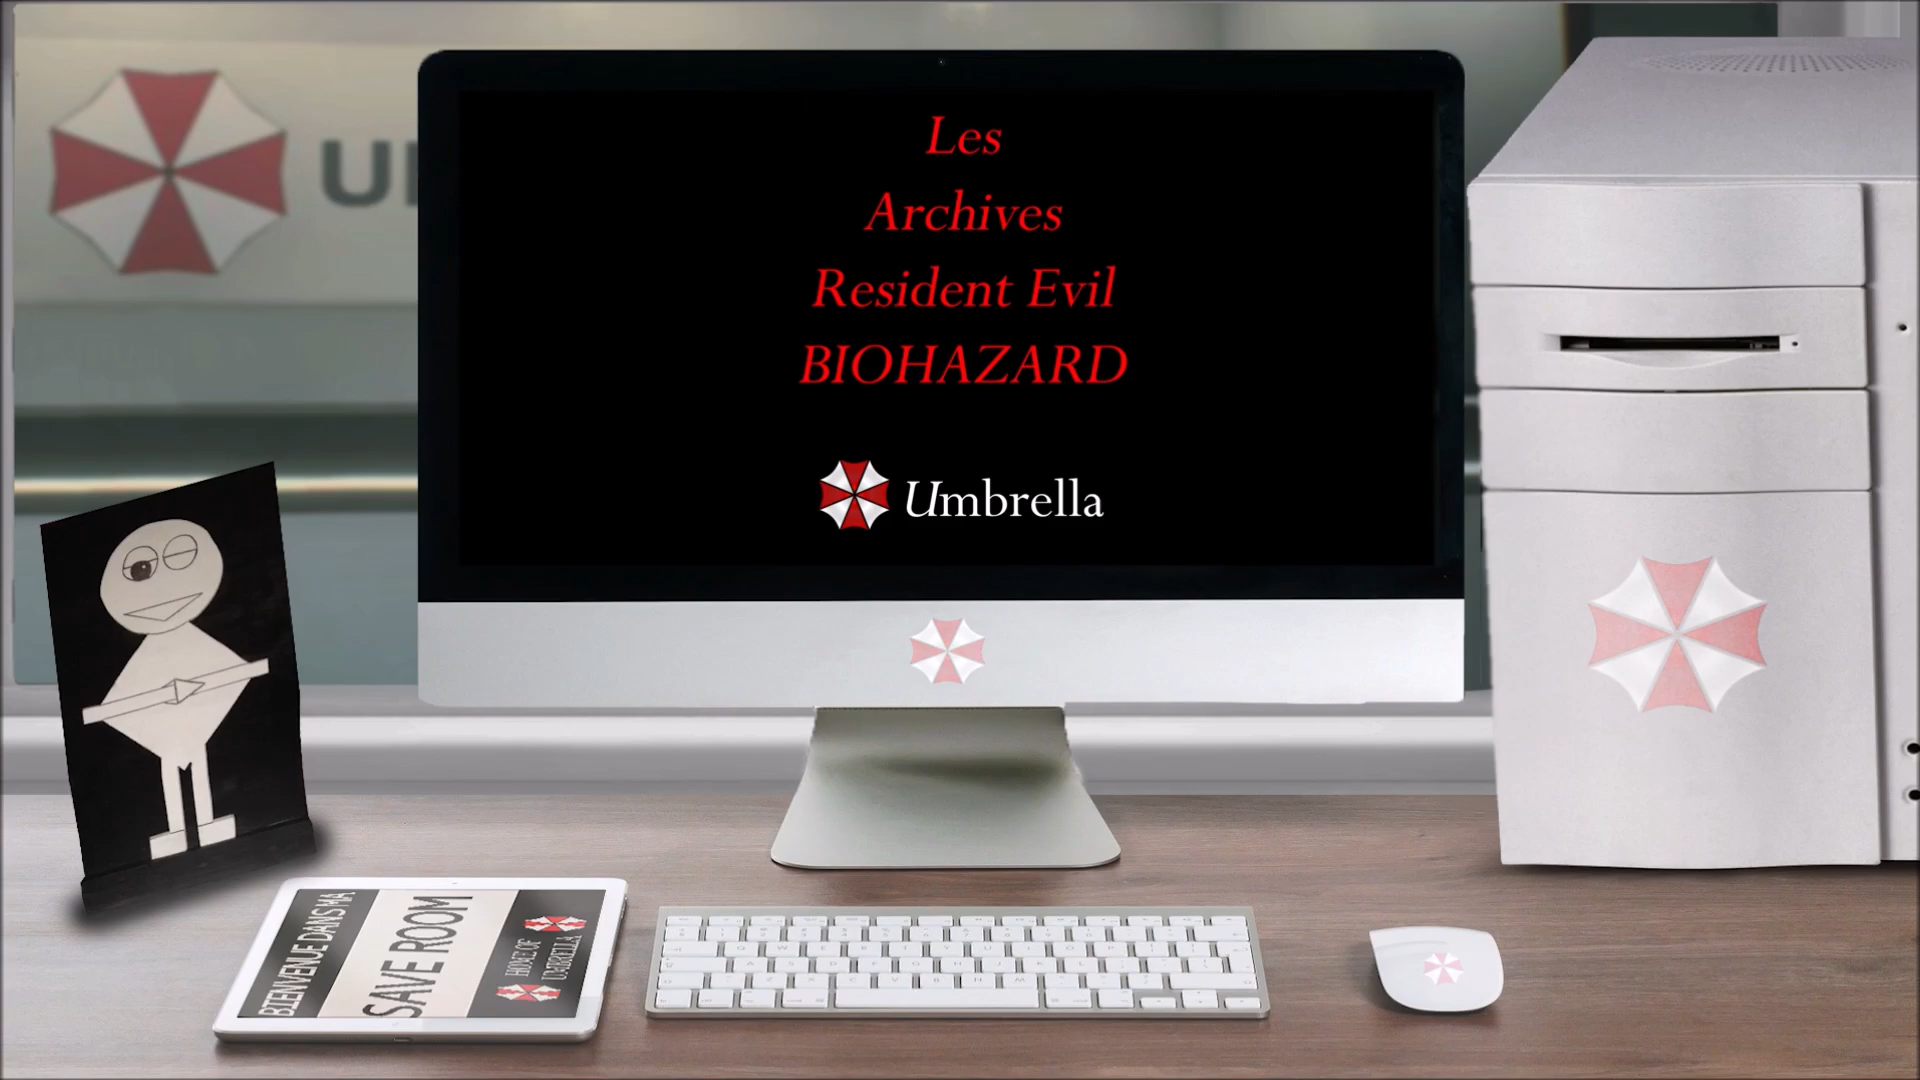 Les
Archives
Resident Evil
BIOHAZARD
Umbrella
BIENVENUE DANS MA
SAVE ROOM
HOME OF
UMBRELLA